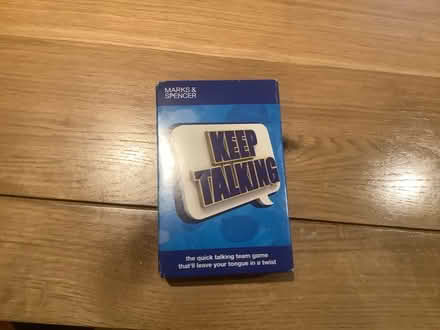 MARKS &
SPENCER
KEEP
TALKING
the quick talking team game
that'll leave your tongue in a twist